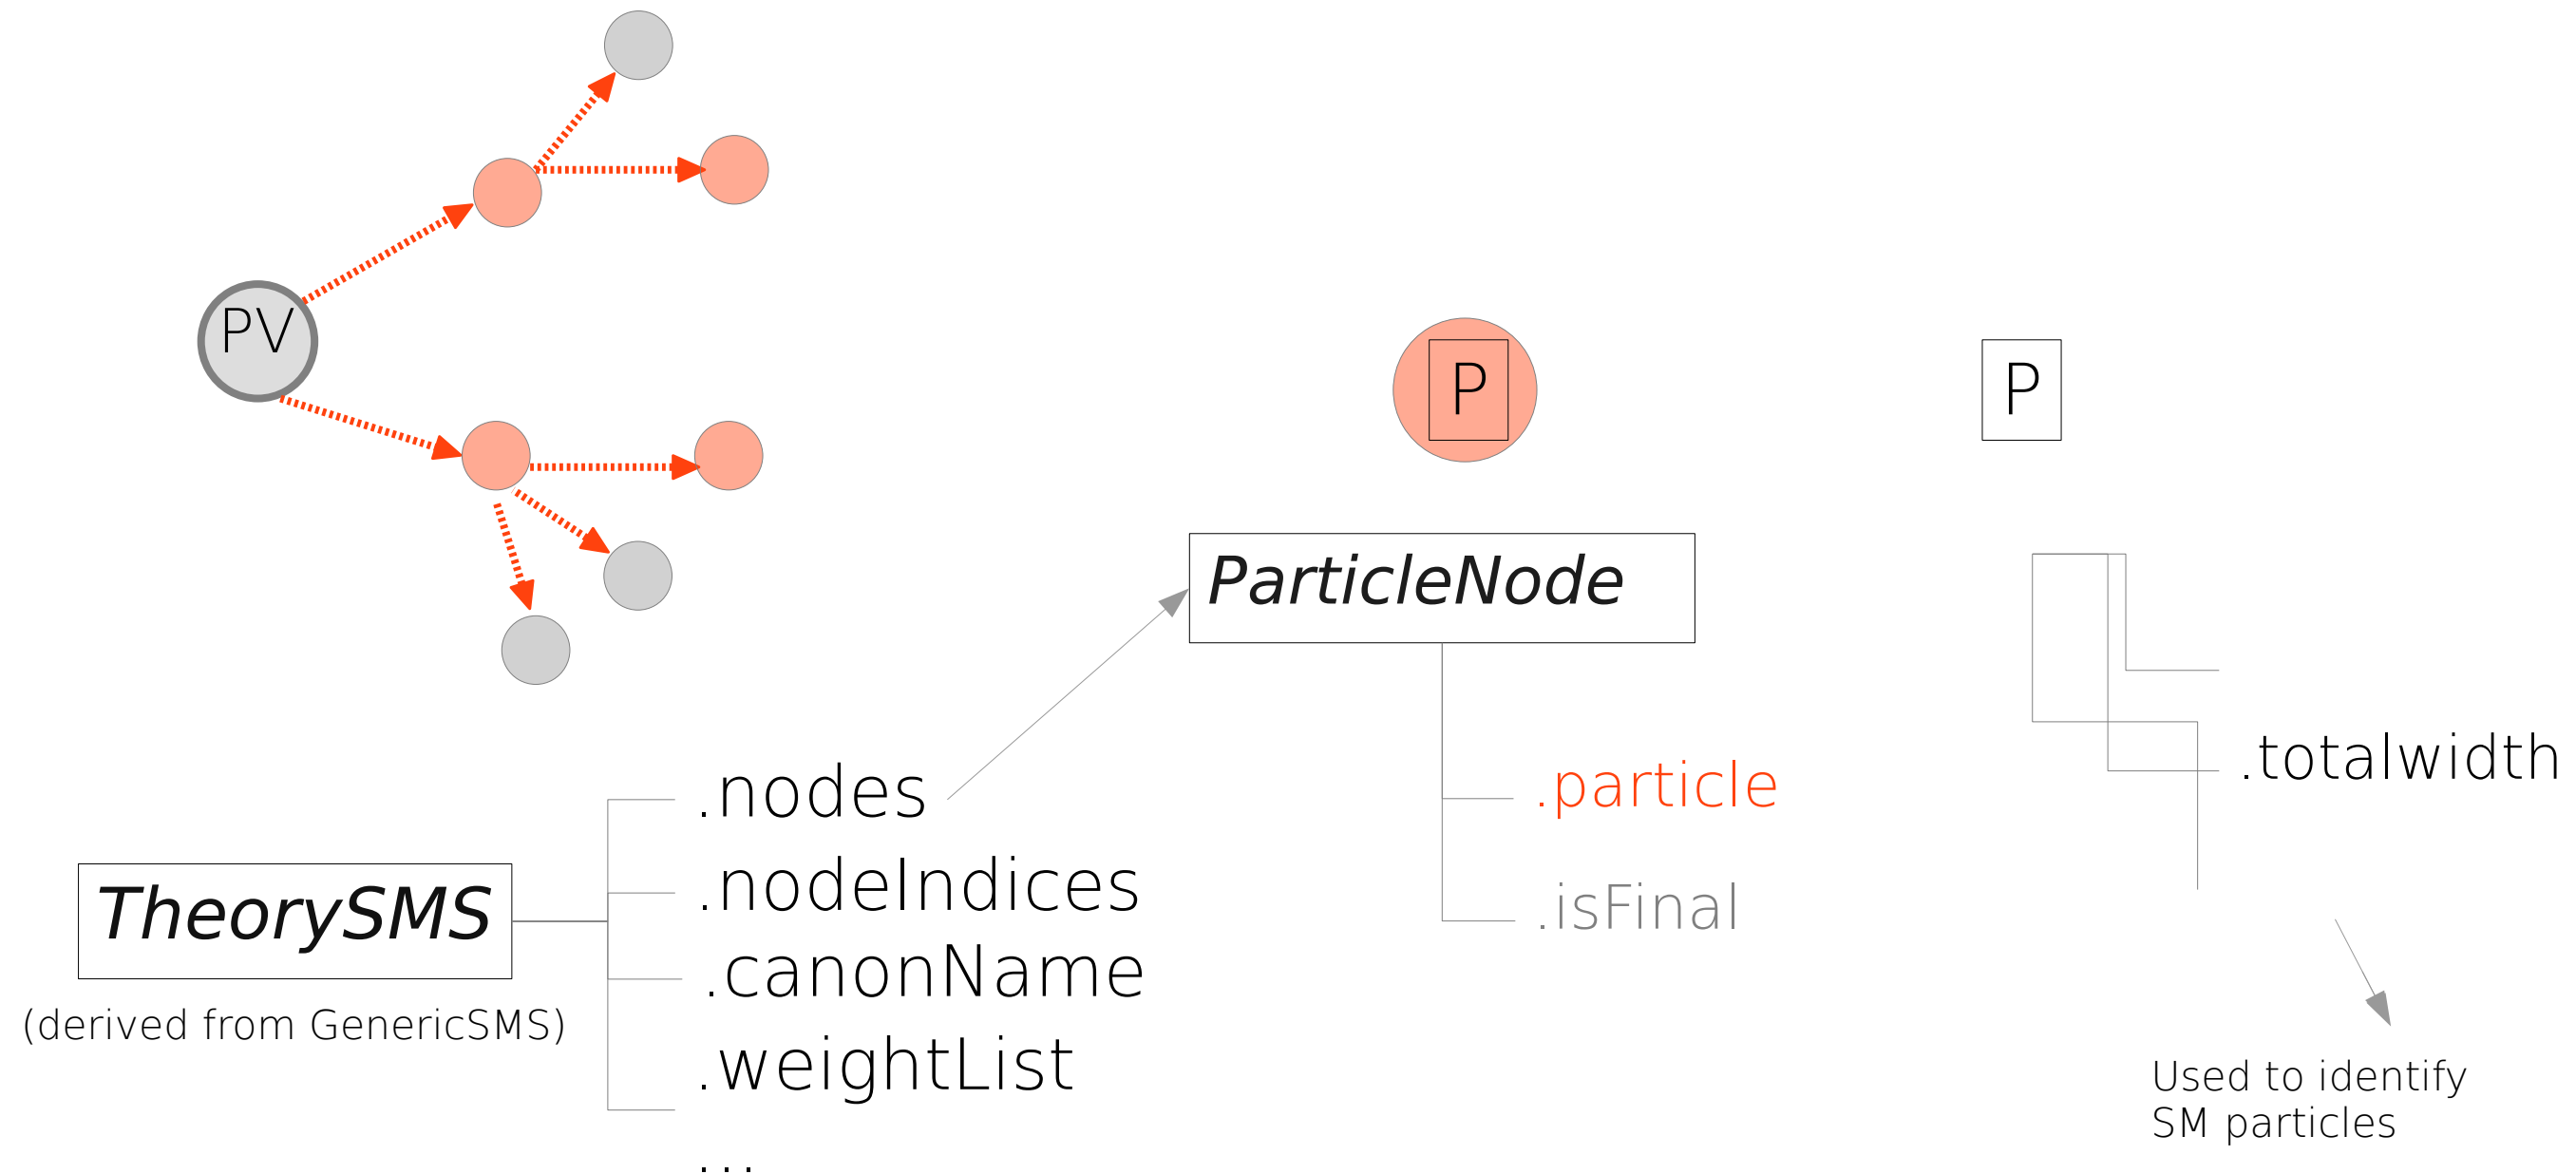 PV
P
P
ParticleNode
.particle
.isFinal
.totalwidth
.nodes
.nodeIndices
.canonName
.weightList
...
TheorySMS
(derived from GenericSMS)
Used to identify
SM particles